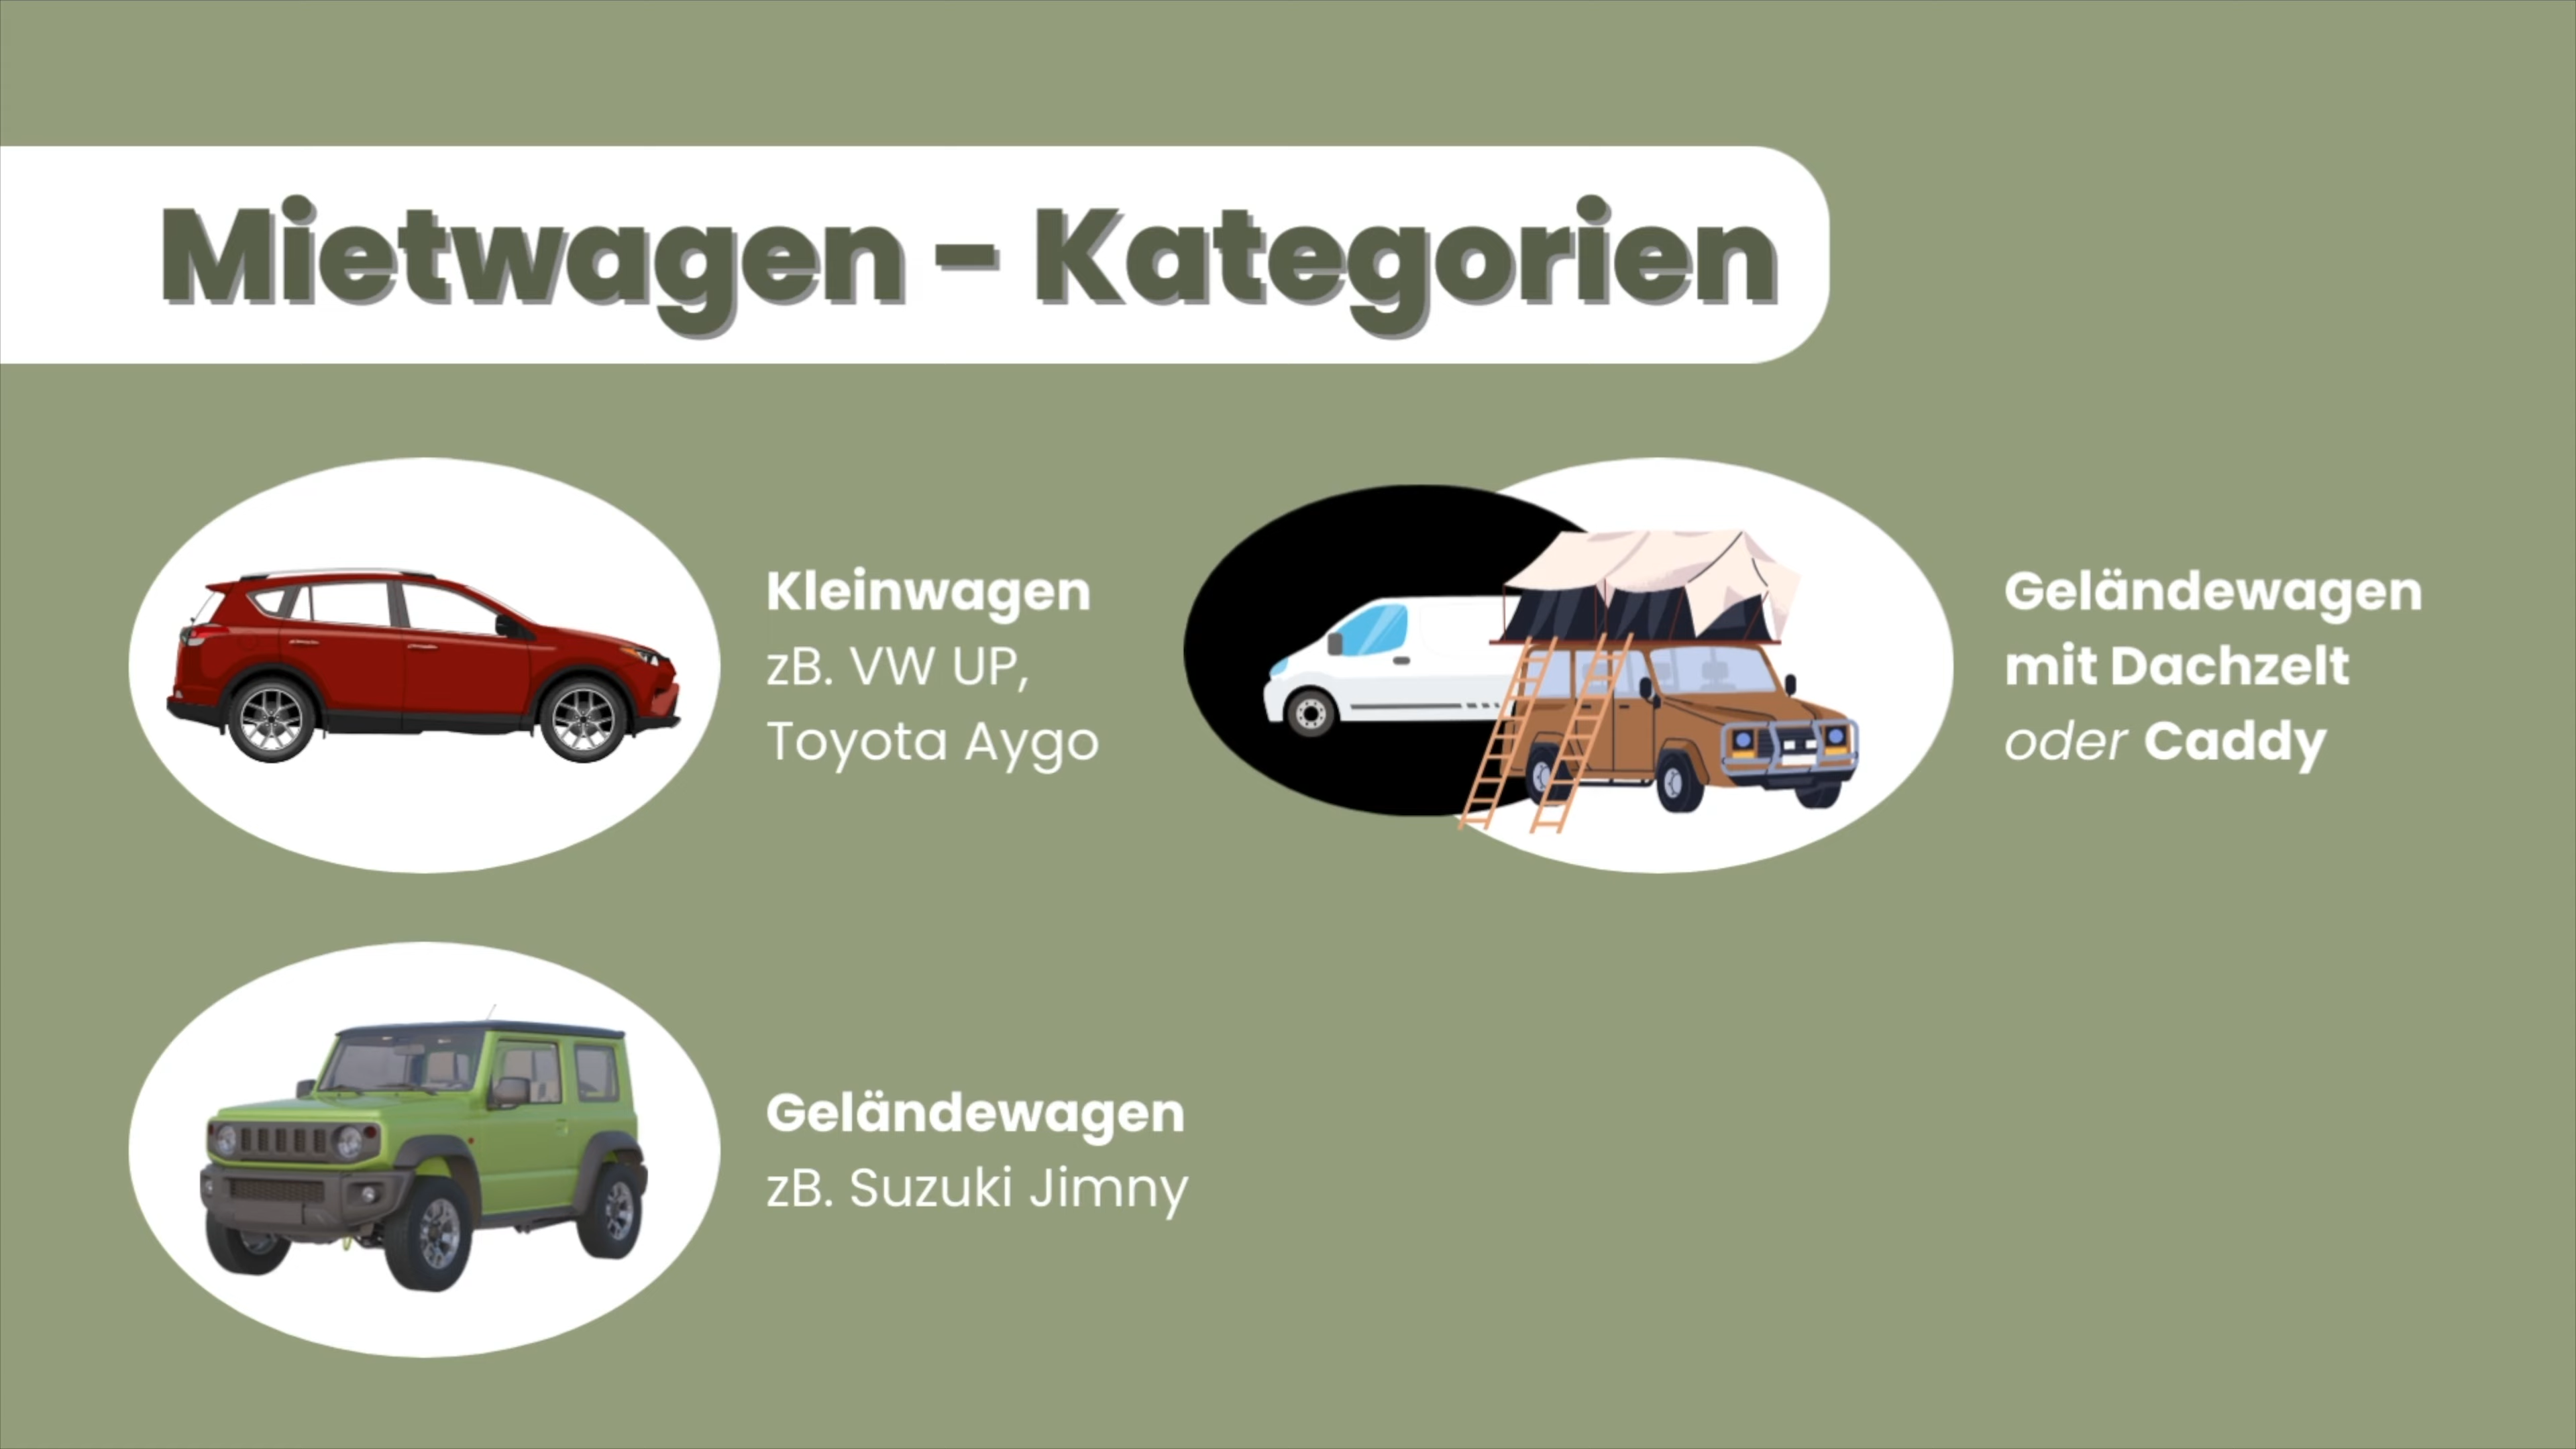 Mietwagen - Kategorien
Kleinwagen
zB. VW UP,
Toyota Aygo
Geländewagen
mit Dachzelt
oder Caddy
Geländewagen
zB. Suzuki Jimny